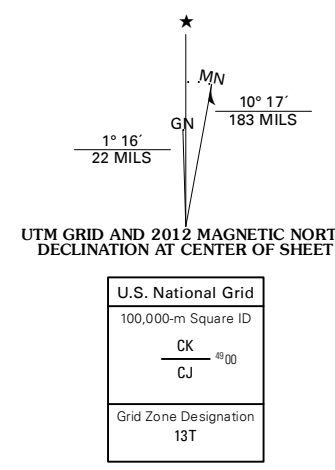 ★
MN
10° 17´
183 MILS
GN
1° 16´
22 MILS
UTM GRID AND 2012 MAGNETIC NORT
DECLINATION AT CENTER OF SHEET
U.S. National Grid
100,000-m Square ID
CK
4900
CJ
Grid Zone Designation
13T